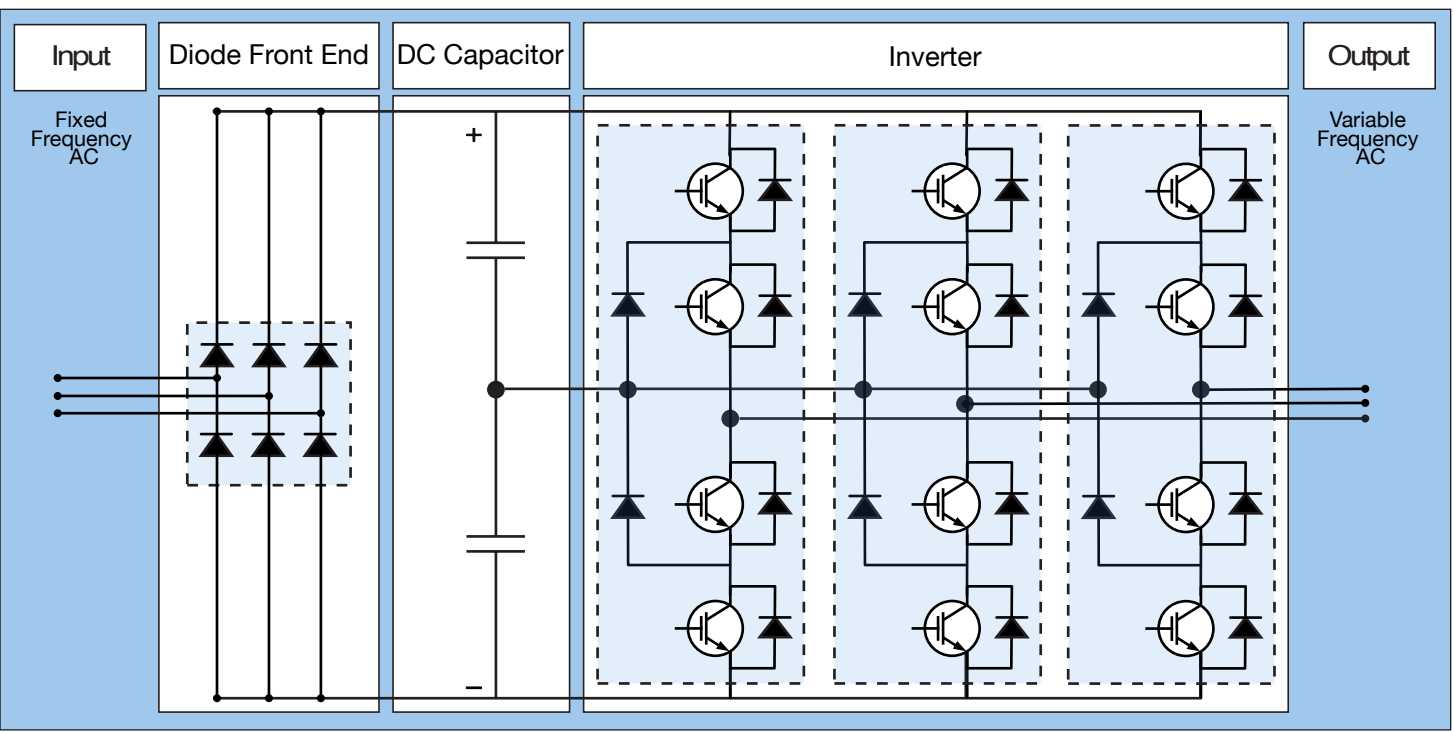 Input
Diode Front End
DC Capacitor
Inverter
Output
Fixed
Frequency
AC
+
–
Variable
Frequency
AC